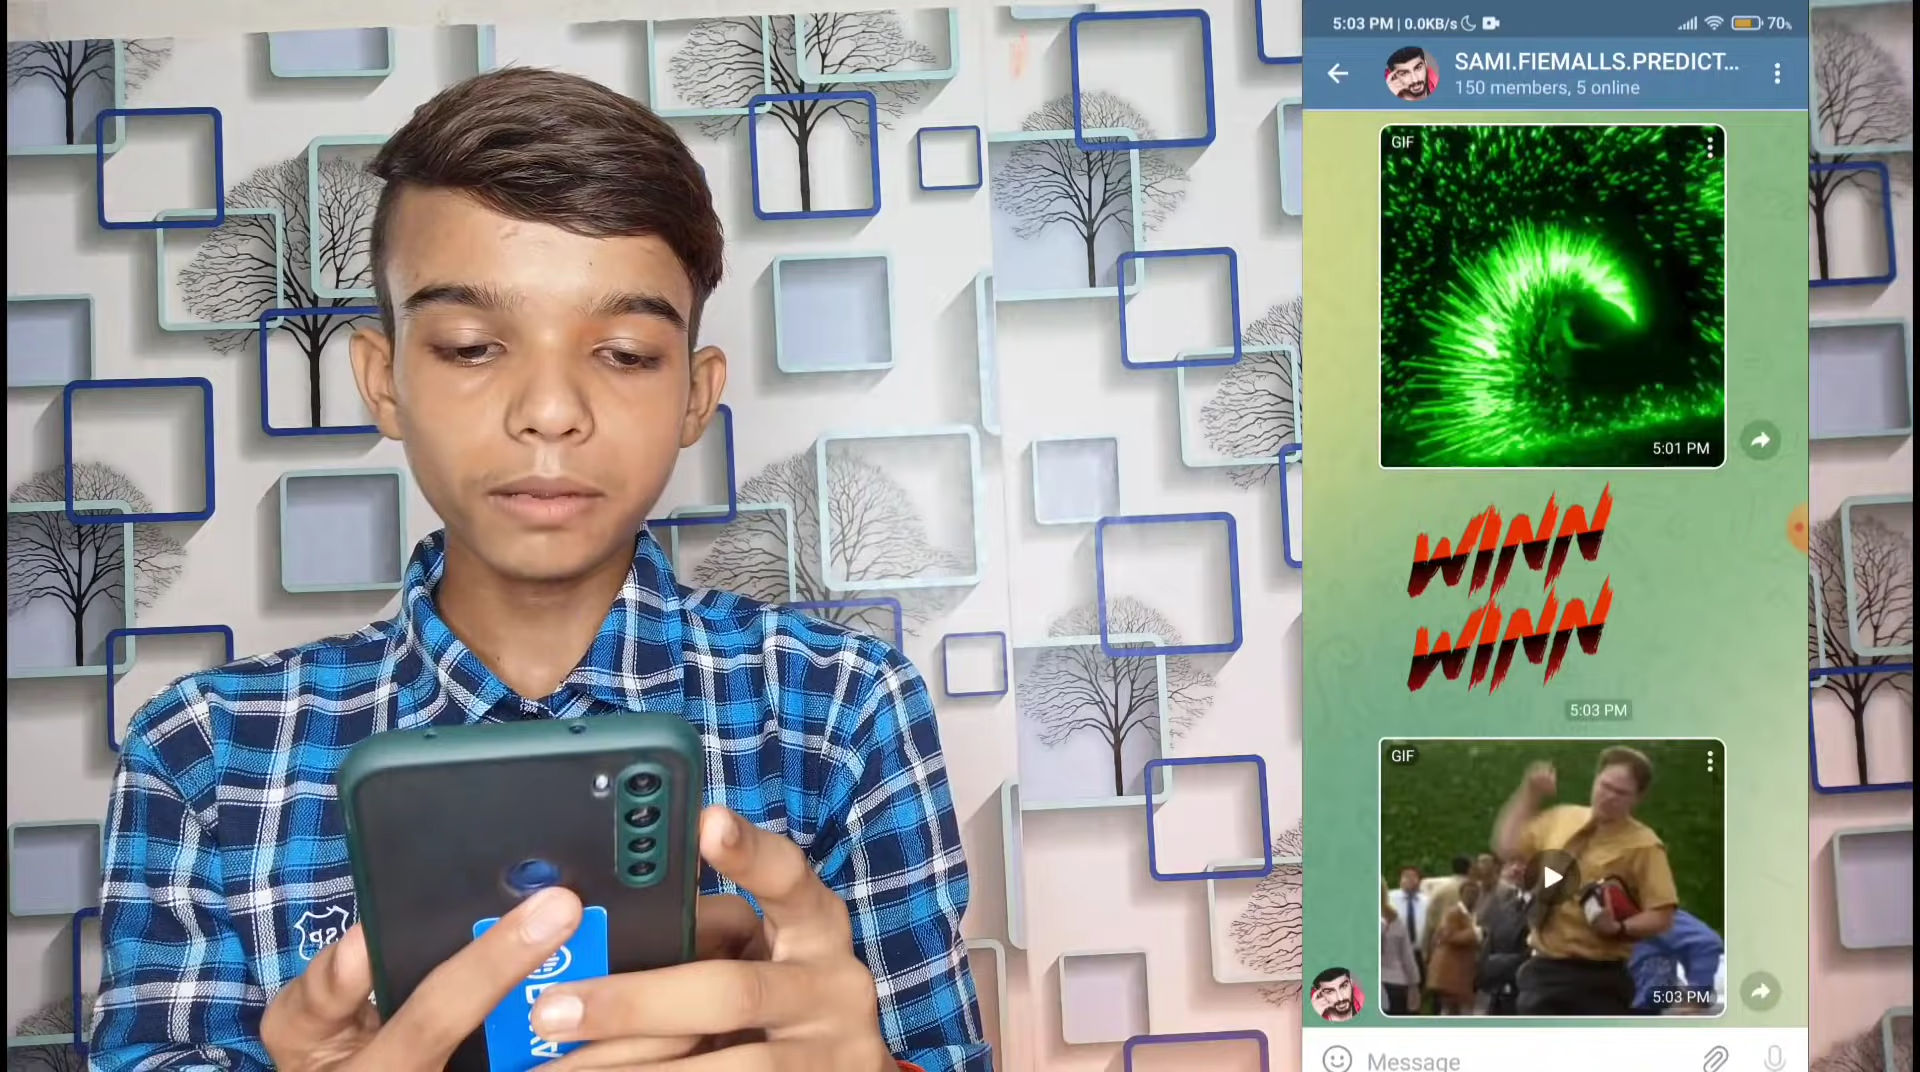 5:03 PM | 0.0KB/s
70%
SAMI.FIEMALLS.PREDICT...
150 members, 5 online
GIF
5:01 PM
WINN
WINN
5:03 PM
GIF
5:03 PM
Message